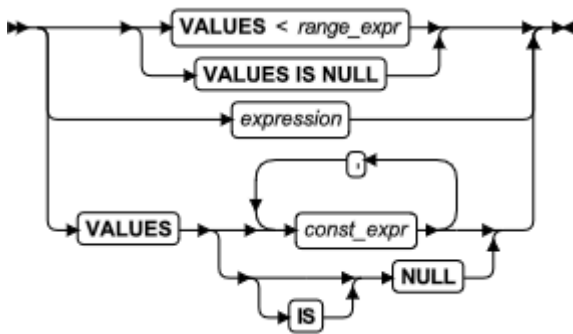 VALUES < range_expr
VALUES IS NULL
expression
,
VALUES
const_expr
NULL
IS